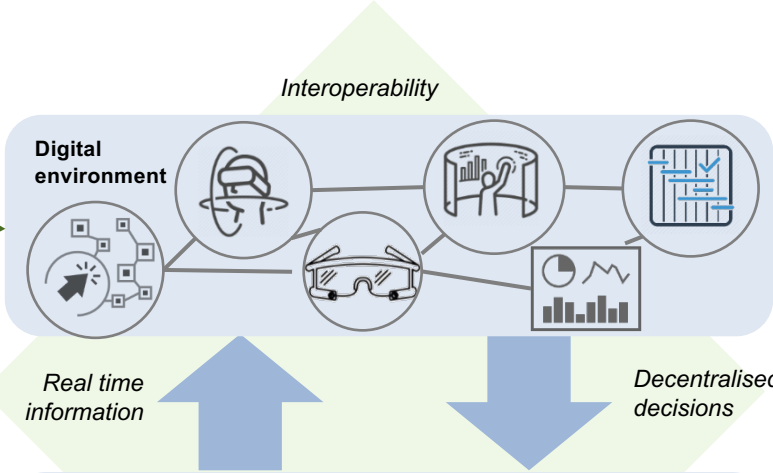 Interoperability
Digital
environment
Real time
information
Decentralised
decisions